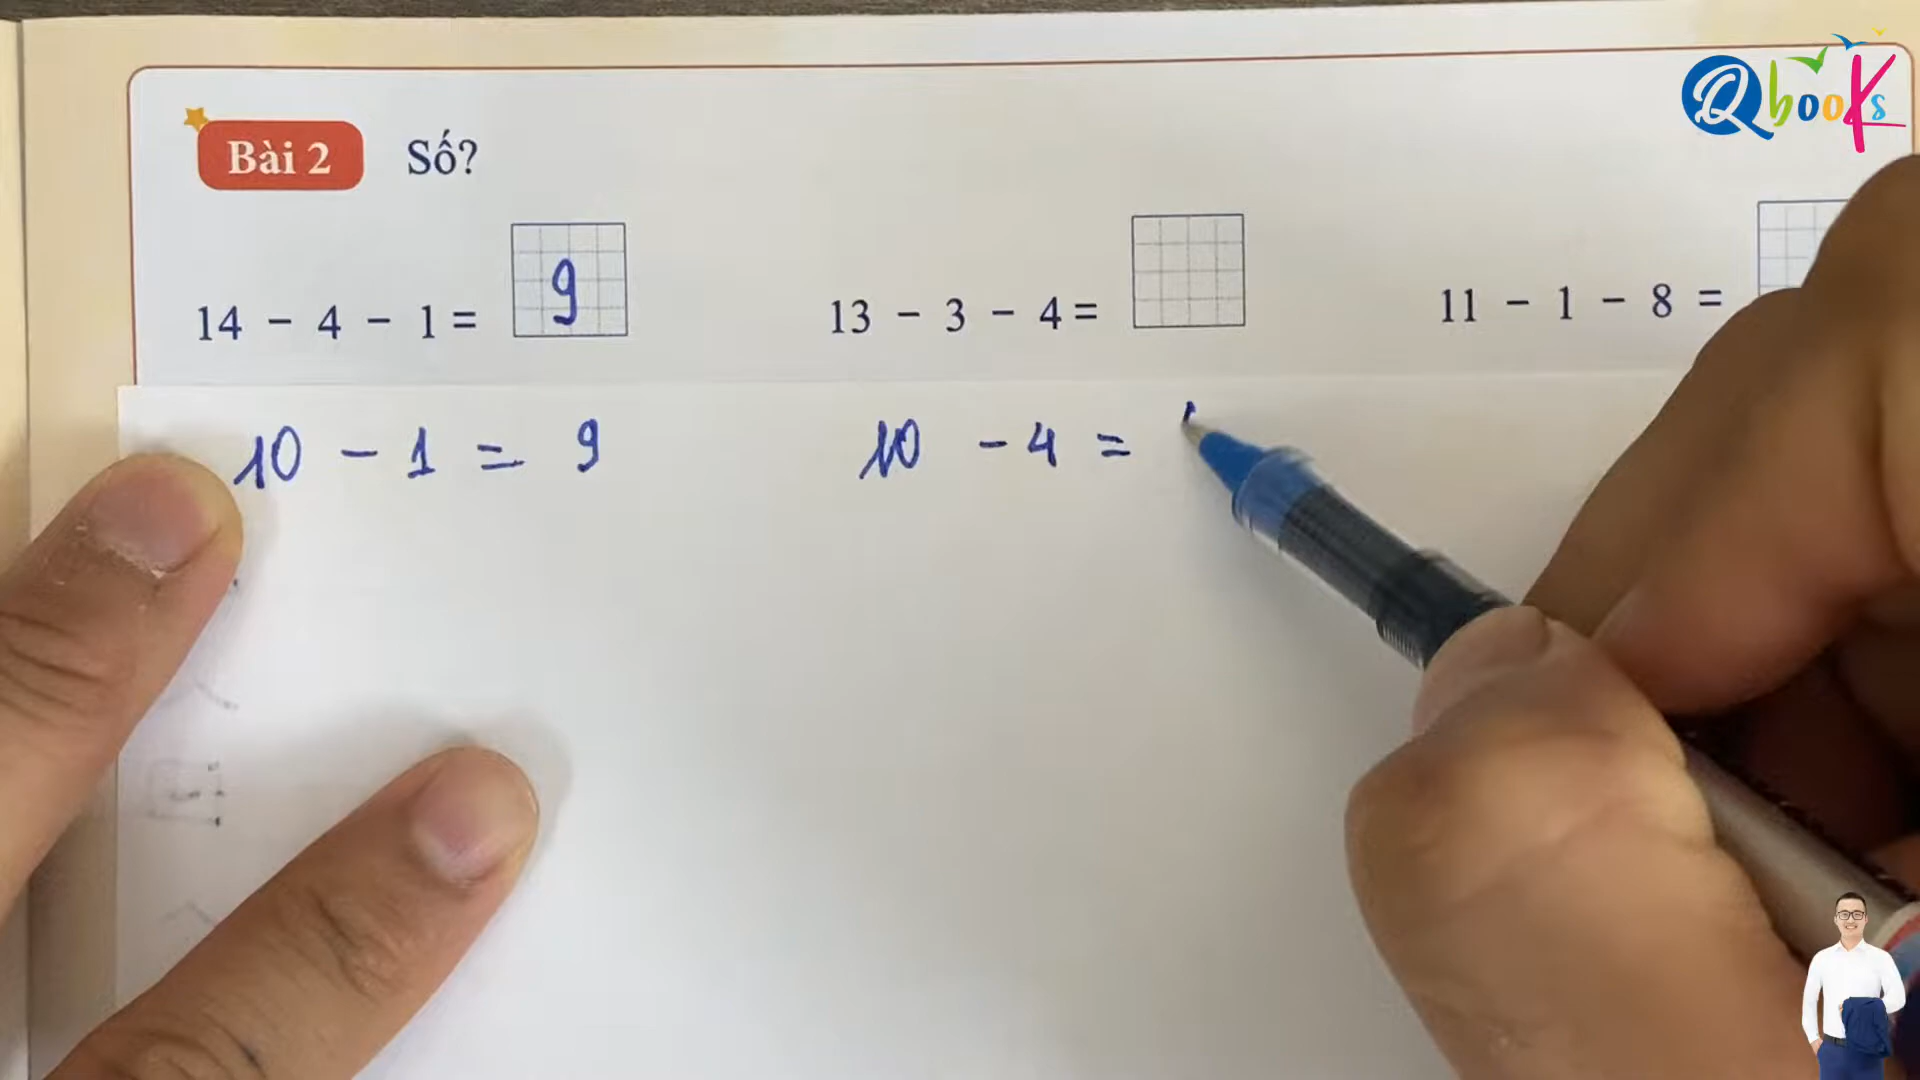 Qbooks
Bài 2 Số?
14 - 4 - 1 = 9 13 - 3 - 4 = 11 - 1 - 8 =
10 - 1 = 9 10 - 4 =